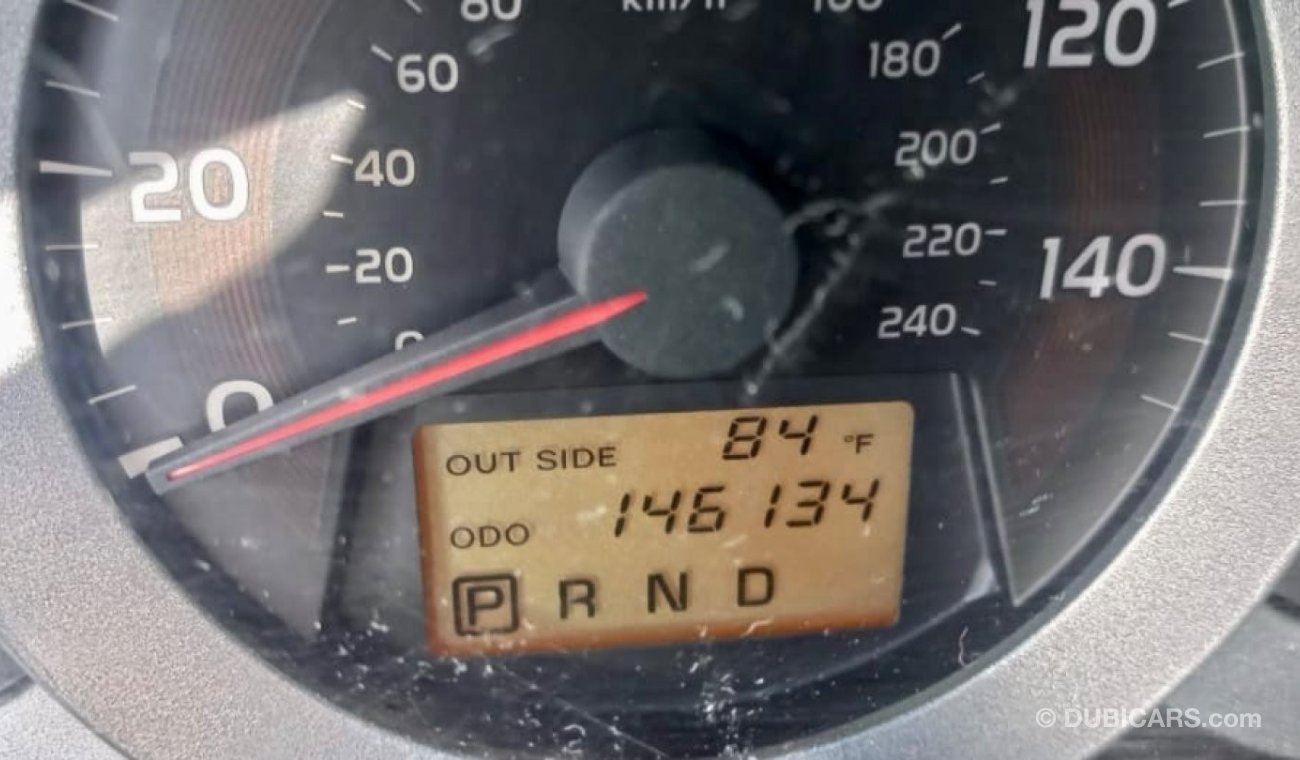 80 km/h 160
60 180 120
40 200
20 20 220 140
0 240
0
OUT SIDE 84 °F
ODO 146134
P R N D
© DUBICARS.com